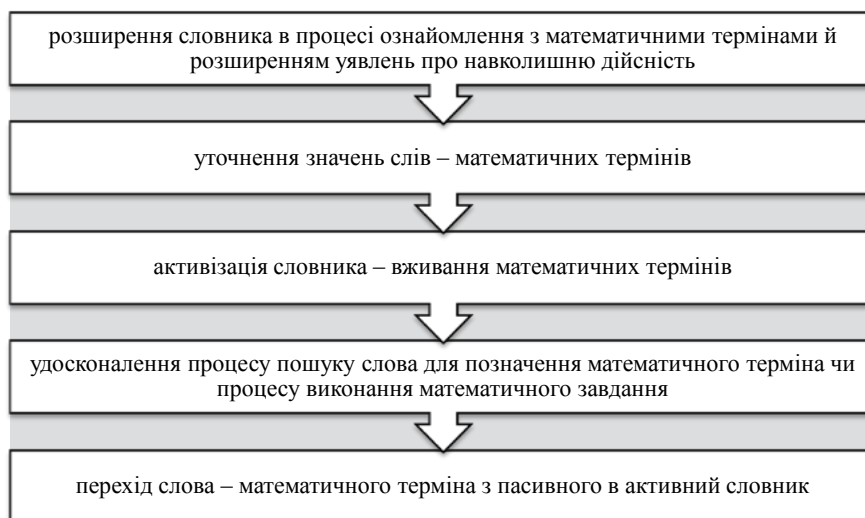 розширення словника в процесі ознайомлення з математичними термінами й
розширенням уявлень про навколишню дійсність
уточнення значень слів – математичних термінів
активізація словника – вживання математичних термінів
удосконалення процесу пошуку слова для позначення математичного терміна чи
процесу виконання математичного завдання
перехід слова – математичного терміна з пасивного в активний словник